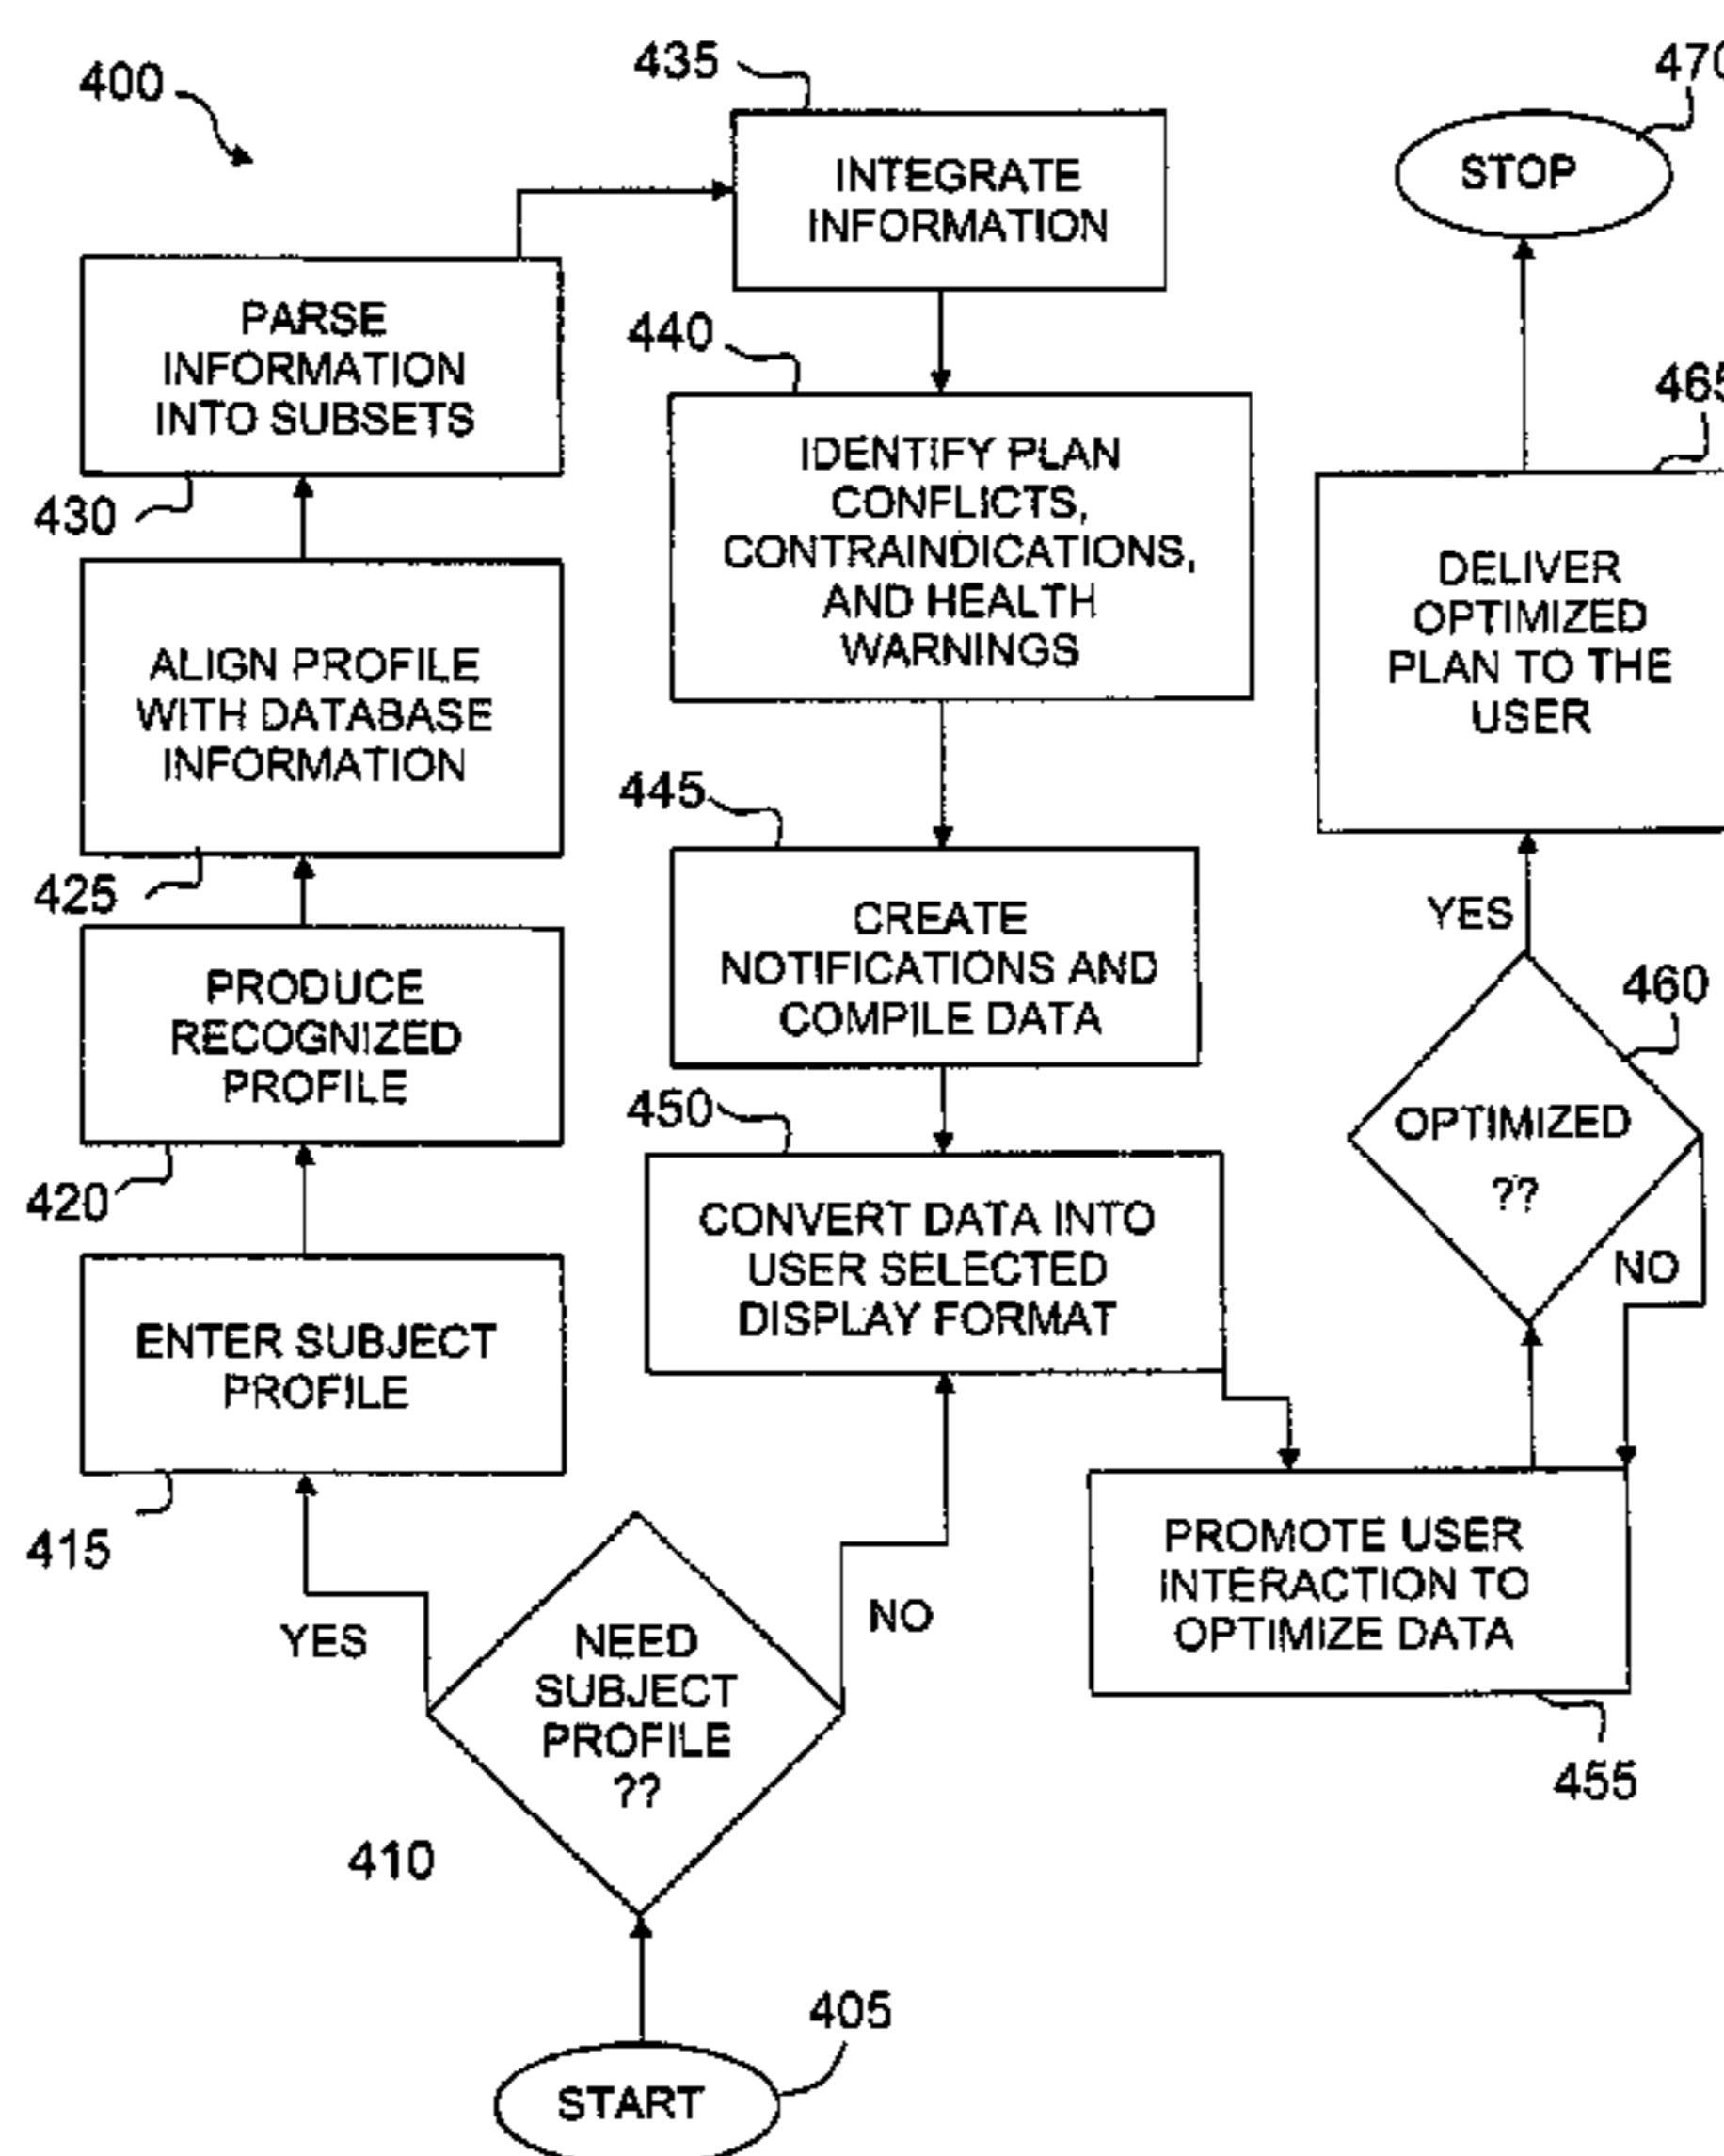 400
435
INTEGRATE
INFORMATION
470
STOP
PARSE
INFORMATION
INTO SUBSETS
430
440
IDENTIFY PLAN
CONFLICTS,
CONTRAINDICATIONS,
AND HEALTH
WARNINGS
465
DELIVER
OPTIMIZED
PLAN TO THE
USER
ALIGN PROFILE
WITH DATABASE
INFORMATION
425
445
CREATE
NOTIFICATIONS AND
COMPILE DATA
YES
460
OPTIMIZED
??
NO
PRODUCE
RECOGNIZED
PROFILE
420
450
CONVERT DATA INTO
USER SELECTED
DISPLAY FORMAT
ENTER SUBJECT
PROFILE
415
YES
NEED
SUBJECT
PROFILE
??
NO
410
PROMOTE USER
INTERACTION TO
OPTIMIZE DATA
455
405
START